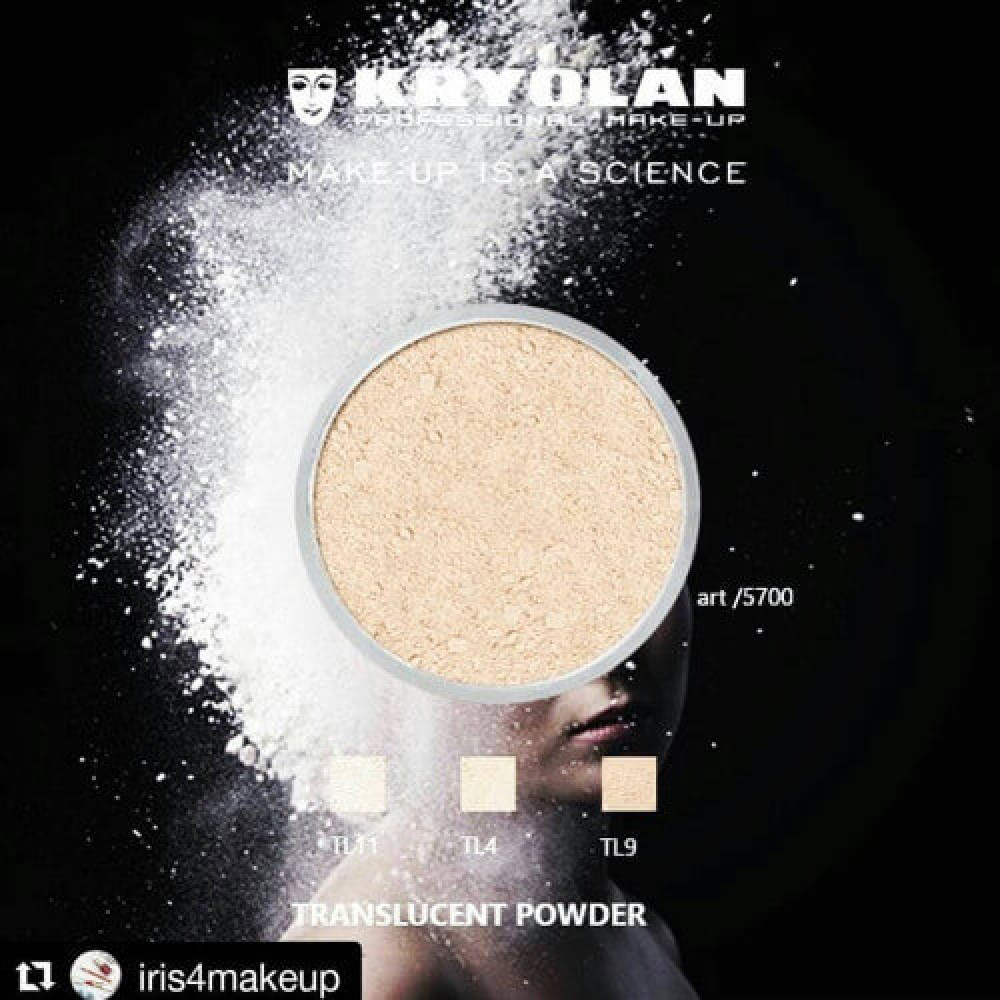 KRYOLAN
PROFESSIONAL MAKE-UP
MAKE-UP IS A SCIENCE
art /5700
TL11 TL4 TL9
TRANSLUCENT POWDER
iris4makeup